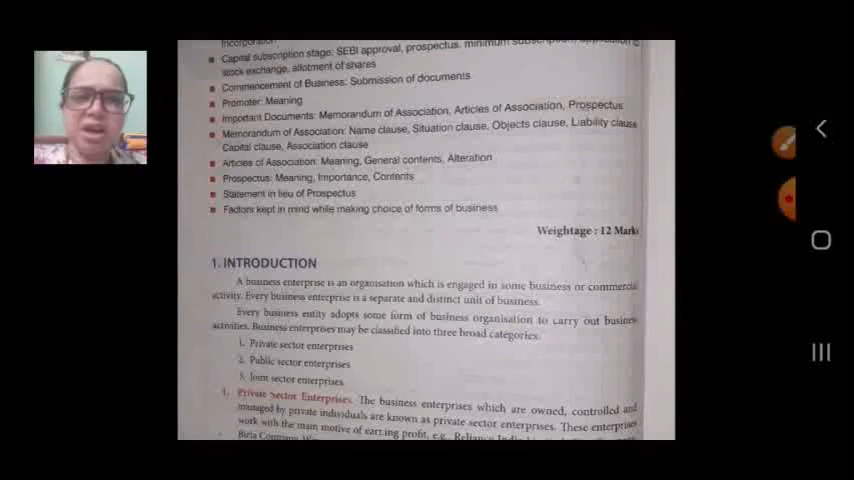 Incorporation
Capital subscription stage: SEBI approval, prospectus, minimum subscription, application
stock exchange, allotment of shares
Commencement of Business: Submission of documents
Promoter: Meaning
Important Documents: Memorandum of Association, Articles of Association, Prospectus
Memorandum of Association: Name clause, Situation clause, Objects clause, Liability clause
Capital clause, Association clause
Articles of Association: Meaning, General contents, Alteration
Prospectus: Meaning, Importance, Contents
Statement in lieu of Prospectus
Factors kept in mind while making choice of forms of business
Weightage : 12 Marks
1. INTRODUCTION
A business enterprise is an organisation which is engaged in some business or commercial
activity. Every business enterprise is a separate and distinct unit of business.
Every business entity adopts some form of business organisation to carry out business
activities. Business enterprises may be classified into three broad categories:
1. Private sector enterprises
2. Public sector enterprises
3. Joint sector enterprises
1. Private Sector Enterprises. The business enterprises which are owned, controlled and
managed by private individuals are known as private sector enterprises. These enterprises
work with the main motive of earning profit, e.g., Reliance
Birla